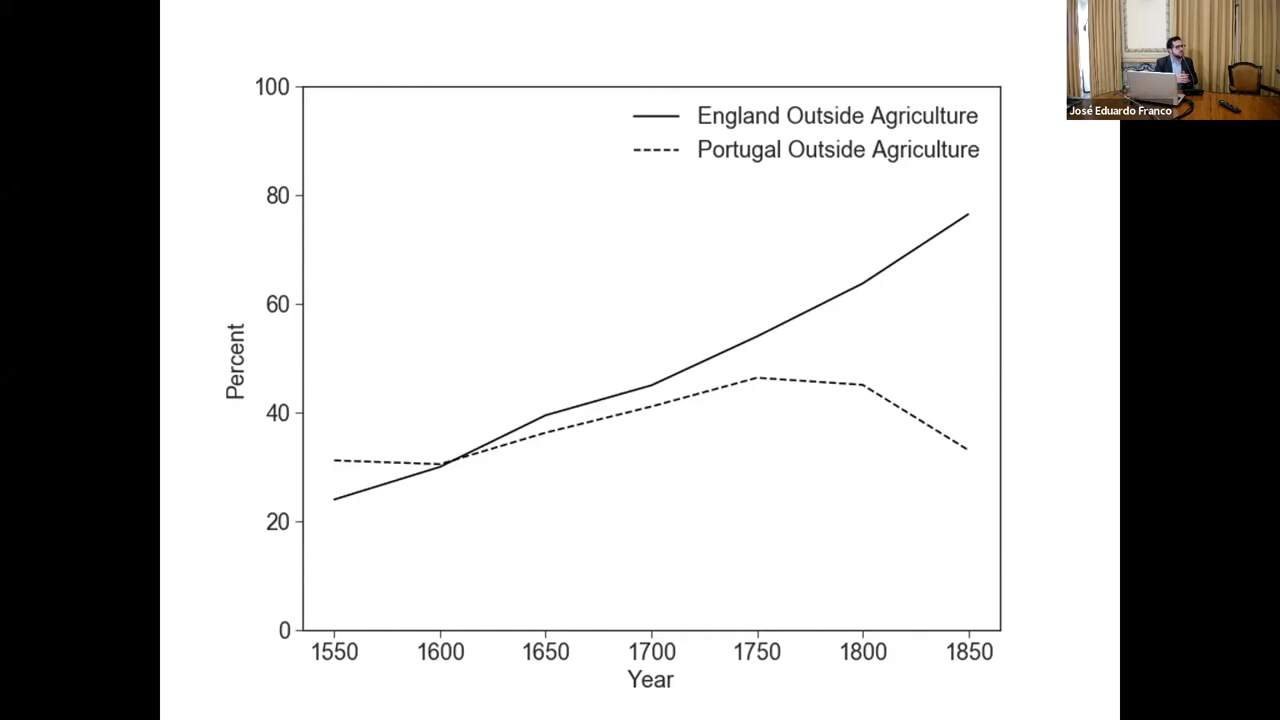 José Eduardo Franco
100
England Outside Agriculture
Portugal Outside Agriculture
80
60
Percent
40
20
0
1550 1600 1650 1700 1750 1800 1850
Year